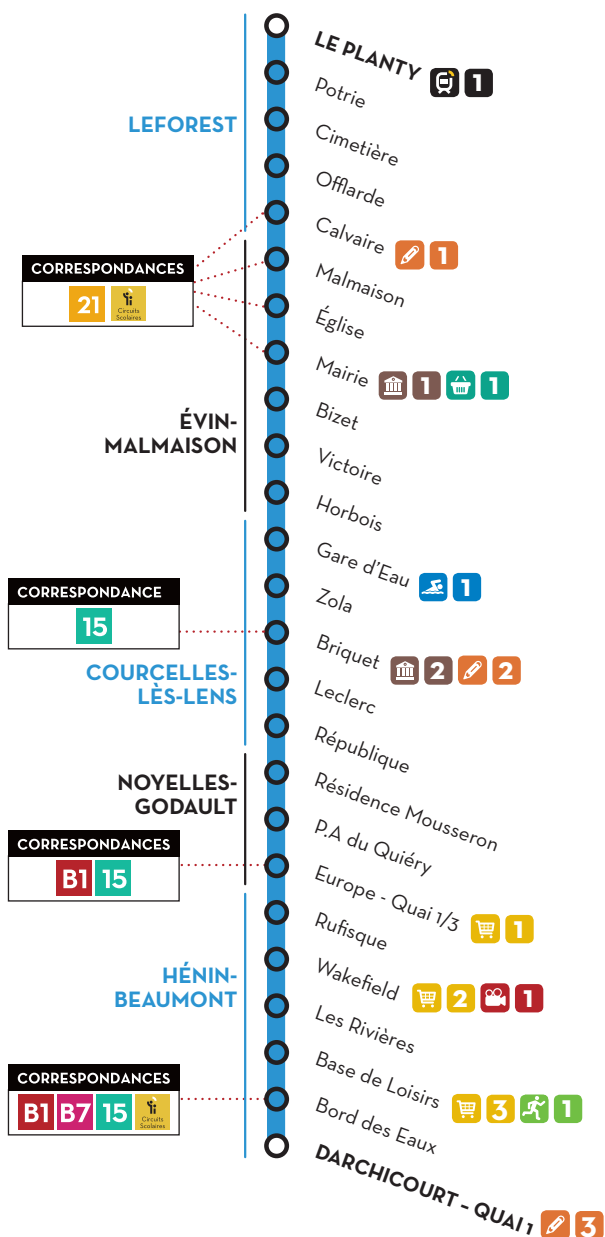 LE PLANTY 1
Potrie
LEFOREST
Cimetière
Offlarde
Calvaire 1
CORRESPONDANCES
21 Circuits
Scolaires
Malmaison
Église
Mairie 1 1
ÉVIN-
MALMAISON
Bizet
Victoire
Horbois
Gare d'Eau 1
Zola
CORRESPONDANCE
15
Briquet 2 2
COURCELLES-
LÈS-LENS
Leclerc
République
NOYELLES-
GODAULT
Résidence Mousseron
P.A du Quiéry
CORRESPONDANCES
B1 15
Europe - Quai 1/3 1
Rufisque
HÉNIN-
BEAUMONT
Wakefield 2 1
Les Rivières
Base de Loisirs 3 1
CORRESPONDANCES
B1 B7 15 Circuits
Scolaires
Bord des Eaux
DARCHICOURT - QUAI 1 3